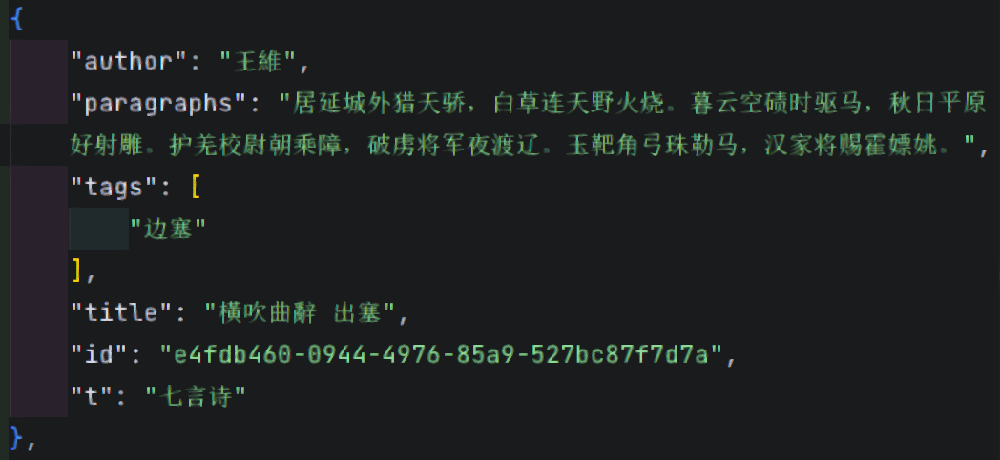 {
"author": "王維",
"paragraphs": "居延城外猎天骄，白草连天野火烧。暮云空碛时驱马，秋日平原
好射雕。护羌校尉朝乘障，破虏将军夜渡辽。玉靶角弓珠勒马，汉家将赐霍嫖姚。",
"tags": [
"边塞"
],
"title": "橫吹曲辭 出塞",
"id": "e4fdb460-0944-4976-85a9-527bc87f7d7a",
"t": "七言诗"
},